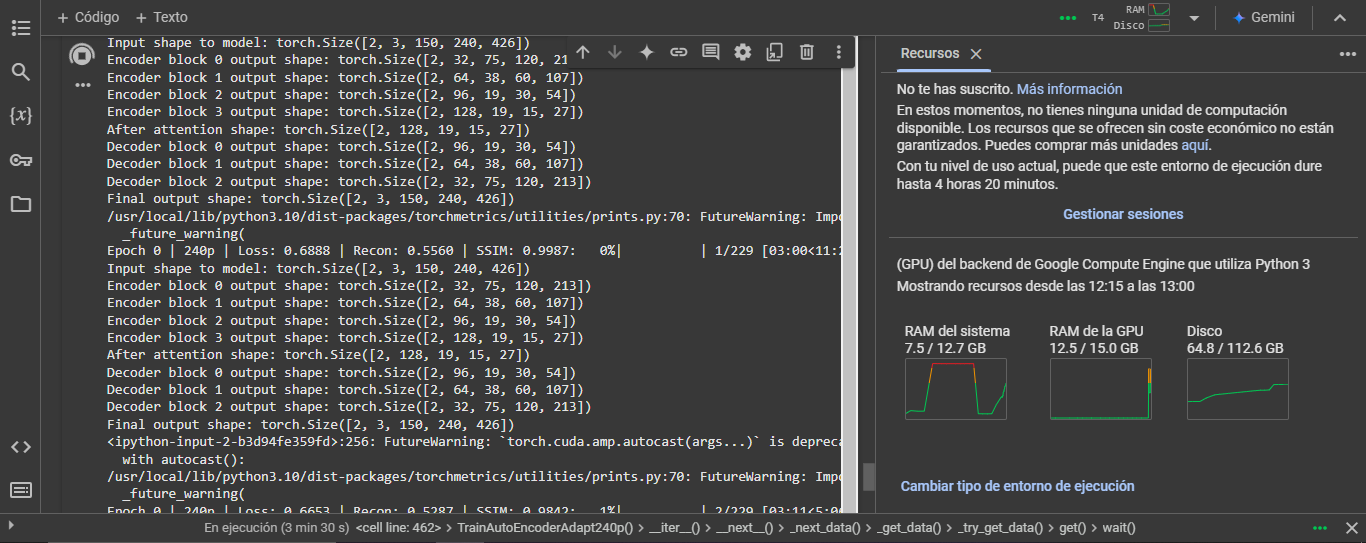 + Código + Texto
T4 RAM Disco
Gemini
Input shape to model: torch.Size([2, 3, 150, 240, 426])
Encoder block 0 output shape: torch.Size([2, 32, 75, 120, 21
Encoder block 1 output shape: torch.Size([2, 64, 38, 60, 107])
Encoder block 2 output shape: torch.Size([2, 96, 19, 30, 54])
Encoder block 3 output shape: torch.Size([2, 128, 19, 15, 27])
After attention shape: torch.Size([2, 128, 19, 15, 27])
Decoder block 0 output shape: torch.Size([2, 96, 19, 30, 54])
Decoder block 1 output shape: torch.Size([2, 64, 38, 60, 107])
Decoder block 2 output shape: torch.Size([2, 32, 75, 120, 213])
Final output shape: torch.Size([2, 3, 150, 240, 426])
/usr/local/lib/python3.10/dist-packages/torchmetrics/utilities/prints.py:70: FutureWarning: Impo
_future_warning(
Epoch 0 | 240p | Loss: 0.6888 | Recon: 0.5560 | SSIM: 0.9987: 0%| | 1/229 [03:00<11:2
Input shape to model: torch.Size([2, 3, 150, 240, 426])
Encoder block 0 output shape: torch.Size([2, 32, 75, 120, 213])
Encoder block 1 output shape: torch.Size([2, 64, 38, 60, 107])
Encoder block 2 output shape: torch.Size([2, 96, 19, 30, 54])
Encoder block 3 output shape: torch.Size([2, 128, 19, 15, 27])
After attention shape: torch.Size([2, 128, 19, 15, 27])
Decoder block 0 output shape: torch.Size([2, 96, 19, 30, 54])
Decoder block 1 output shape: torch.Size([2, 64, 38, 60, 107])
Decoder block 2 output shape: torch.Size([2, 32, 75, 120, 213])
Final output shape: torch.Size([2, 3, 150, 240, 426])
<ipython-input-2-b3d94fe359fd>:256: FutureWarning: `torch.cuda.amp.autocast(args...)` is depreca
with autocast():
/usr/local/lib/python3.10/dist-packages/torchmetrics/utilities/prints.py:70: FutureWarning: Impo
_future_warning(
Epoch 0 | 240p | Loss: 0.6653 | Recon: 0.5287 | SSIM: 0.9842: 1%| | 2/229 [03:11<5:0
Recursos
No te has suscrito. Más información
En estos momentos, no tienes ninguna unidad de computación
disponible. Los recursos que se ofrecen sin coste económico no están
garantizados. Puedes comprar más unidades aquí.
Con tu nivel de uso actual, puede que este entorno de ejecución dure
hasta 4 horas 20 minutos.
Gestionar sesiones
(GPU) del backend de Google Compute Engine que utiliza Python 3
Mostrando recursos desde las 12:15 a las 13:00
RAM del sistema
7.5 / 12.7 GB
RAM de la GPU
12.5 / 15.0 GB
Disco
64.8 / 112.6 GB
Cambiar tipo de entorno de ejecución
En ejecución (3 min 30 s) <cell line: 462> > TrainAutoEncoderAdapt240p() > __iter__() > __next__() > _next_data() > _get_data() > _try_get_data() > get() > wait()